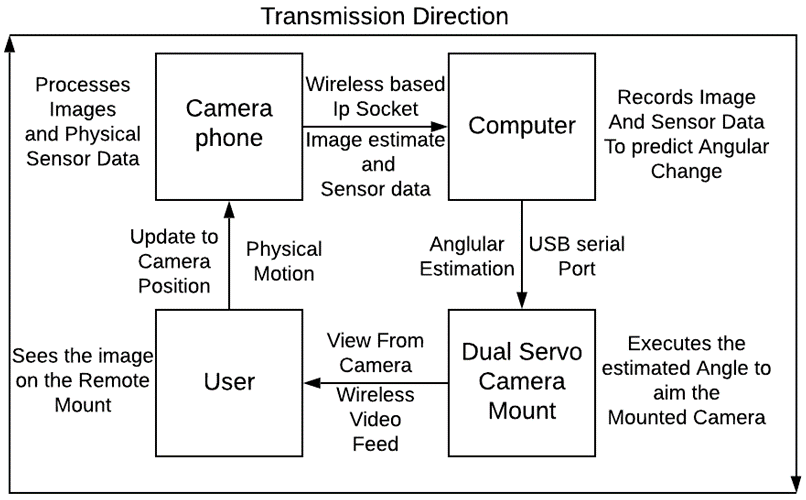 Transmission Direction
Processes
Images
and Physical
Sensor Data
Camera
phone
Wireless based
Ip Socket
Image estimate
and
Sensor data
Computer
Records Image
And Sensor Data
To predict Angular
Change
Update to
Camera
Position
Physical
Motion
Anglular
Estimation
USB serial
Port
Sees the image
on the Remote
Mount
User
View From
Camera
Wireless
Video
Feed
Dual Servo
Camera
Mount
Executes the
estimated Angle to
aim the
Mounted Camera